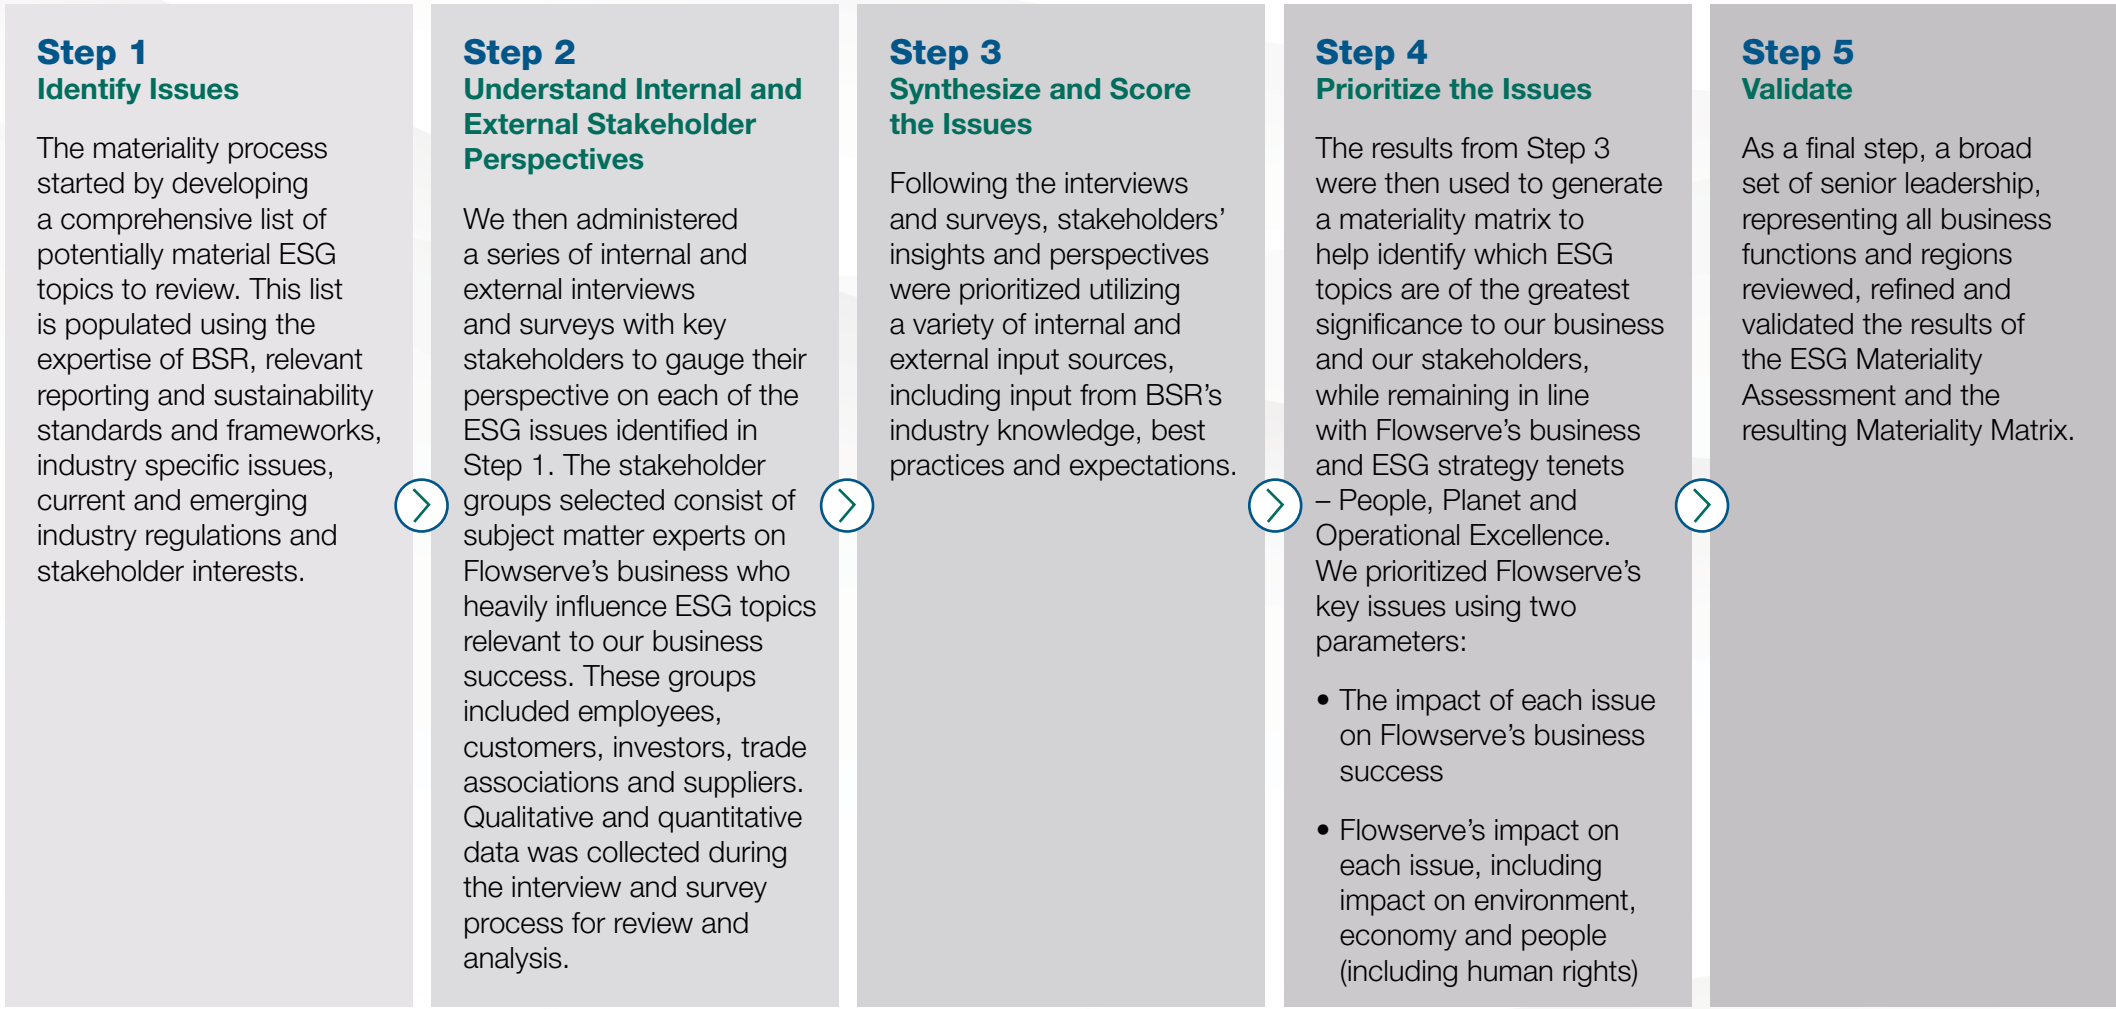 Step 1
Identify Issues
The materiality process
started by developing
a comprehensive list of
potentially material ESG
topics to review. This list
is populated using the
expertise of BSR, relevant
reporting and sustainability
standards and frameworks,
industry specific issues,
current and emerging
industry regulations and
stakeholder interests.
Step 2
Understand Internal and
External Stakeholder
Perspectives
We then administered
a series of internal and
external interviews
and surveys with key
stakeholders to gauge their
perspective on each of the
ESG issues identified in
Step 1. The stakeholder
groups selected consist of
subject matter experts on
Flowserve’s business who
heavily influence ESG topics
relevant to our business
success. These groups
included employees,
customers, investors, trade
associations and suppliers.
Qualitative and quantitative
data was collected during
the interview and survey
process for review and
analysis.
Step 3
Synthesize and Score
the Issues
Following the interviews
and surveys, stakeholders’
insights and perspectives
were prioritized utilizing
a variety of internal and
external input sources,
including input from BSR’s
industry knowledge, best
practices and expectations.
Step 4
Prioritize the Issues
The results from Step 3
were then used to generate
a materiality matrix to
help identify which ESG
topics are of the greatest
significance to our business
and our stakeholders,
while remaining in line
with Flowserve’s business
and ESG strategy tenets
– People, Planet and
Operational Excellence.
We prioritized Flowserve’s
key issues using two
parameters:
• The impact of each issue
on Flowserve’s business
success
• Flowserve’s impact on
each issue, including
impact on environment,
economy and people
(including human rights)
Step 5
Validate
As a final step, a broad
set of senior leadership,
representing all business
functions and regions
reviewed, refined and
validated the results of
the ESG Materiality
Assessment and the
resulting Materiality Matrix.